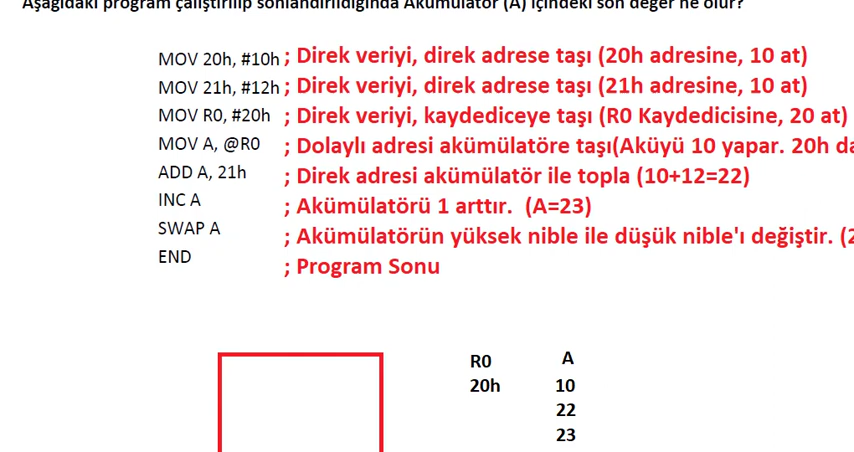 Aşağıdaki program çalıştırılıp sonlandırıldığında Akümülatör (A) içindeki son değer ne olur?
MOV 20h, #10h ; Direk veriyi, direk adrese taşı (20h adresine, 10 at)
MOV 21h, #12h ; Direk veriyi, direk adrese taşı (21h adresine, 10 at)
MOV R0, #20h ; Direk veriyi, kaydediceye taşı (R0 Kaydedicisine, 20 at)
MOV A, @R0 ; Dolaylı adresi akümülatöre taşı(Aküyü 10 yapar. 20h da
ADD A, 21h ; Direk adresi akümülatör ile topla (10+12=22)
INC A ; Akümülatörü 1 arttır. (A=23)
SWAP A ; Akümülatörün yüksek nible ile düşük nible'ı değiştir. (2
END ; Program Sonu
R0 A
20h 10
22
23